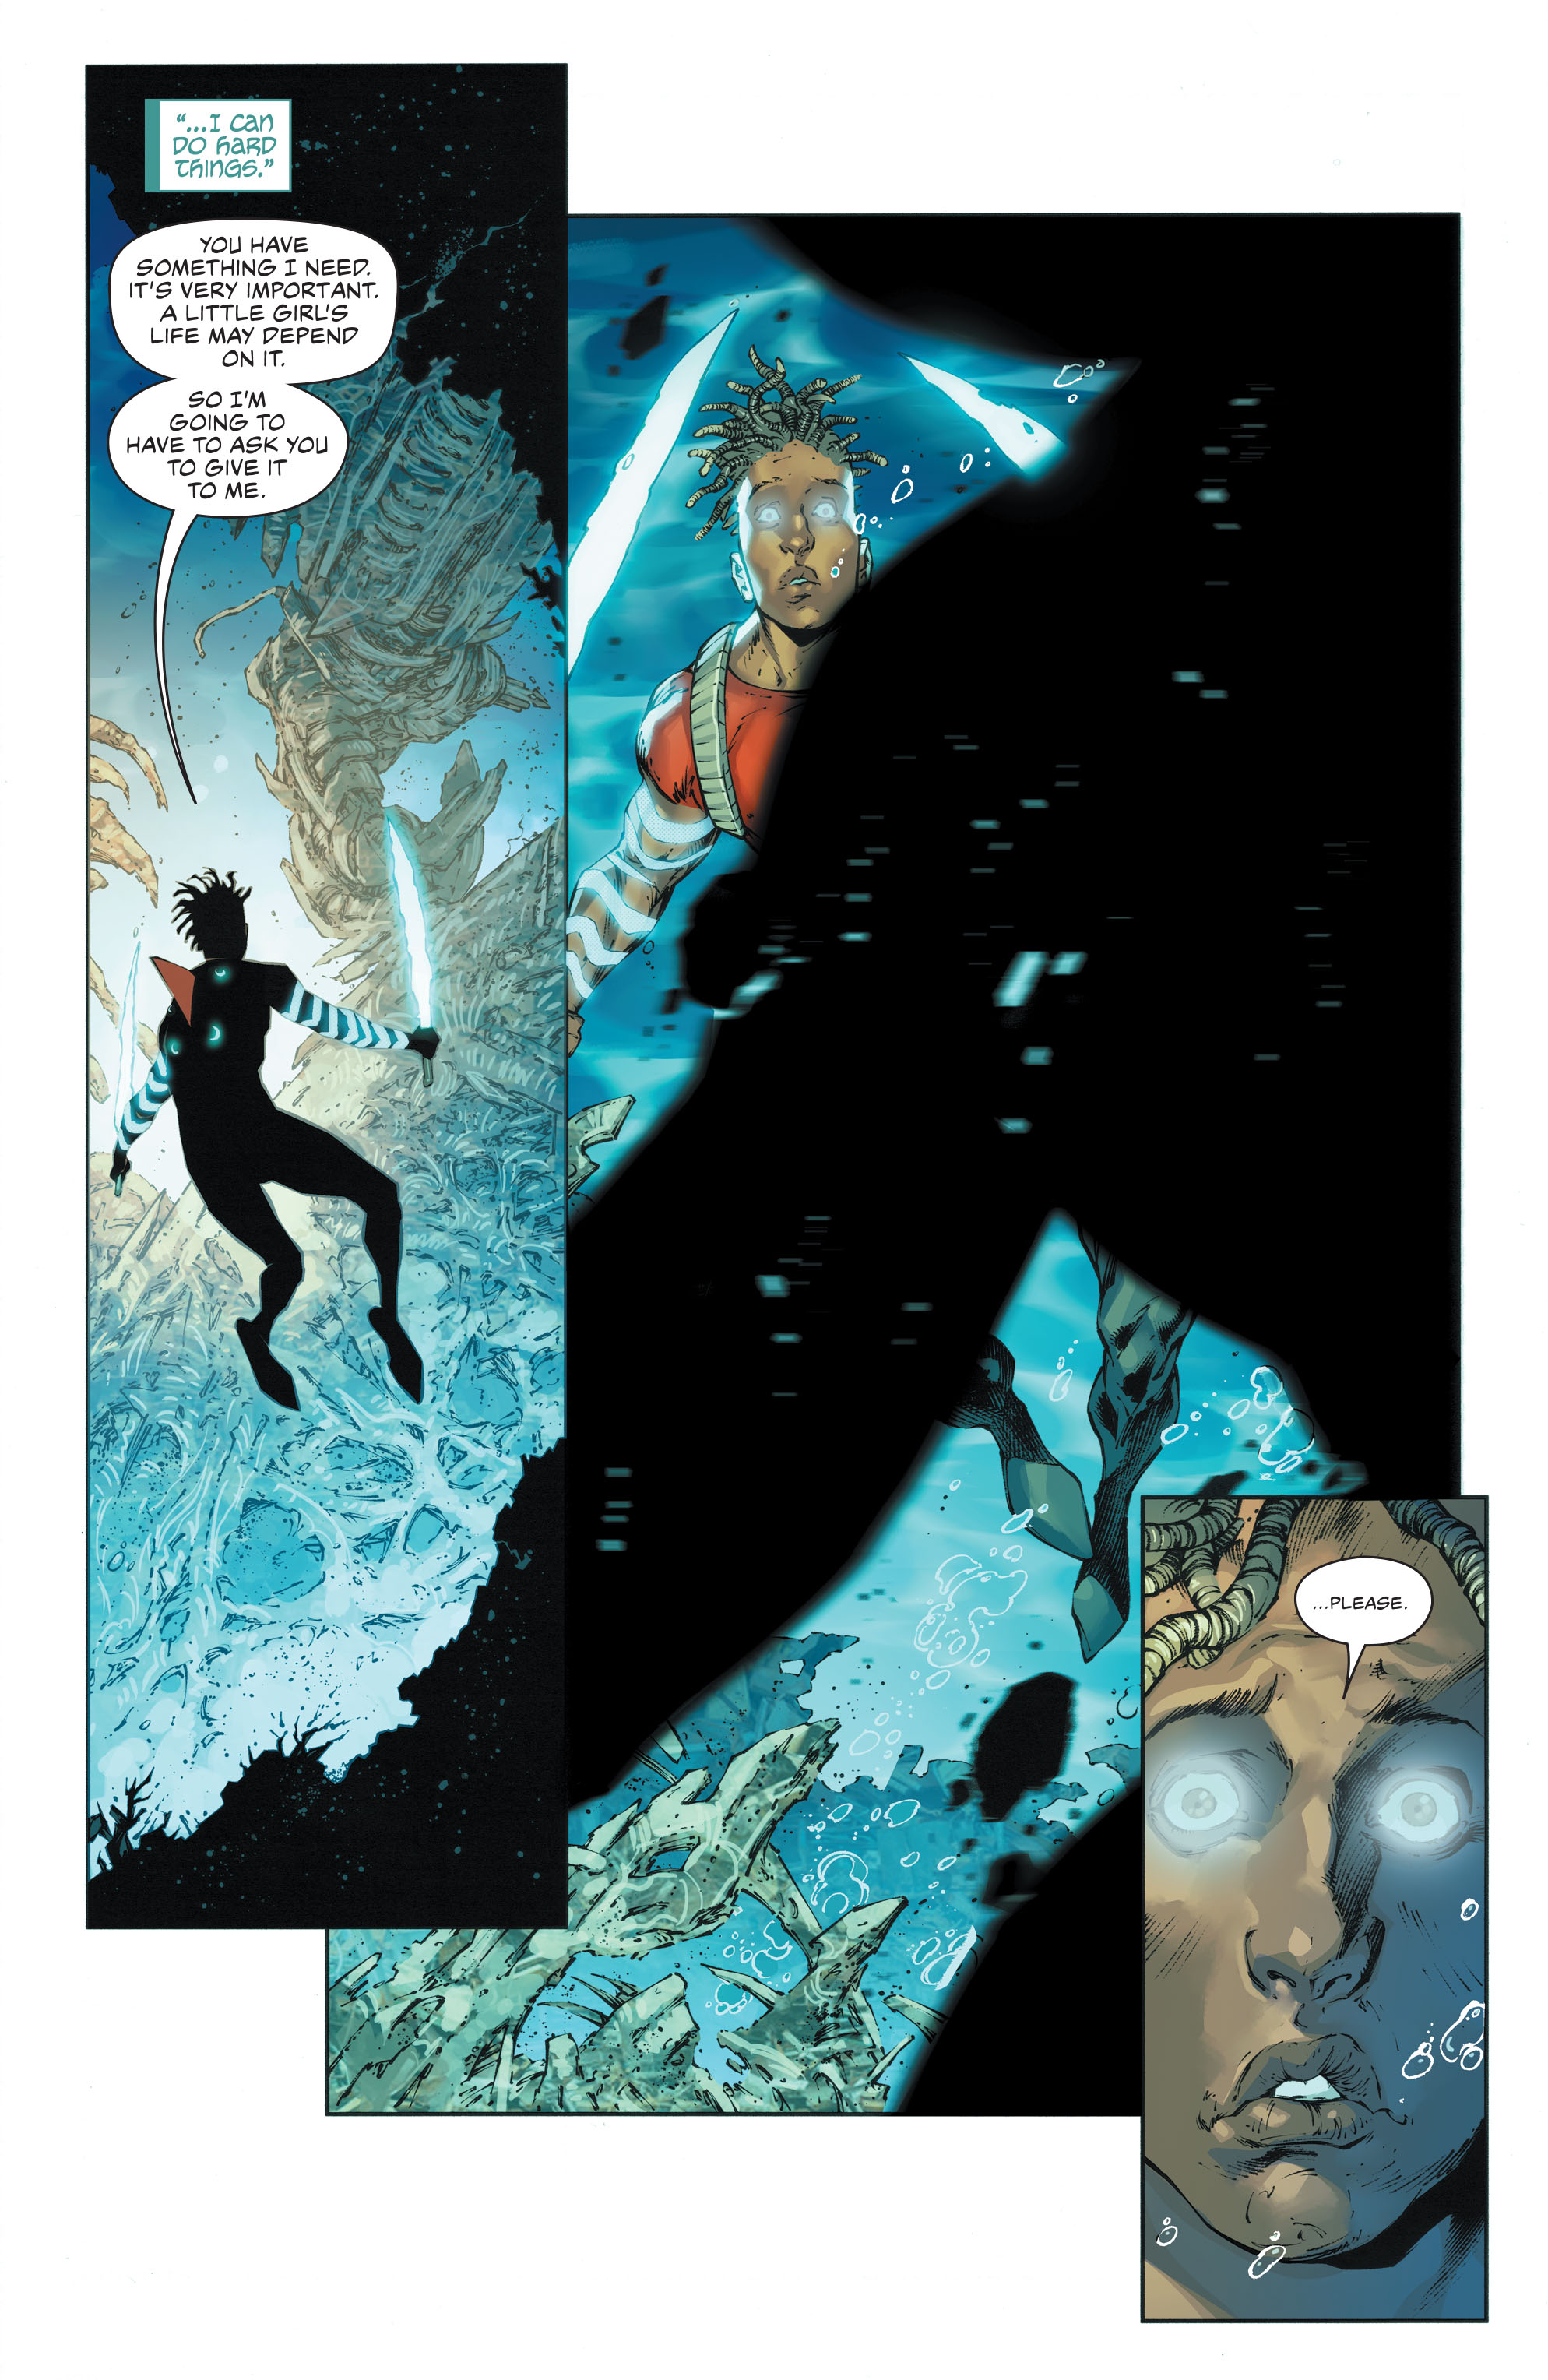 “...I CAN
DO HARD
THINGS.”
YOU HAVE
SOMETHING I NEED.
IT'S VERY IMPORTANT.
A LITTLE GIRL'S
LIFE MAY DEPEND
ON IT.
SO I'M
GOING TO
HAVE TO ASK YOU
TO GIVE IT
TO ME.
...PLEASE.